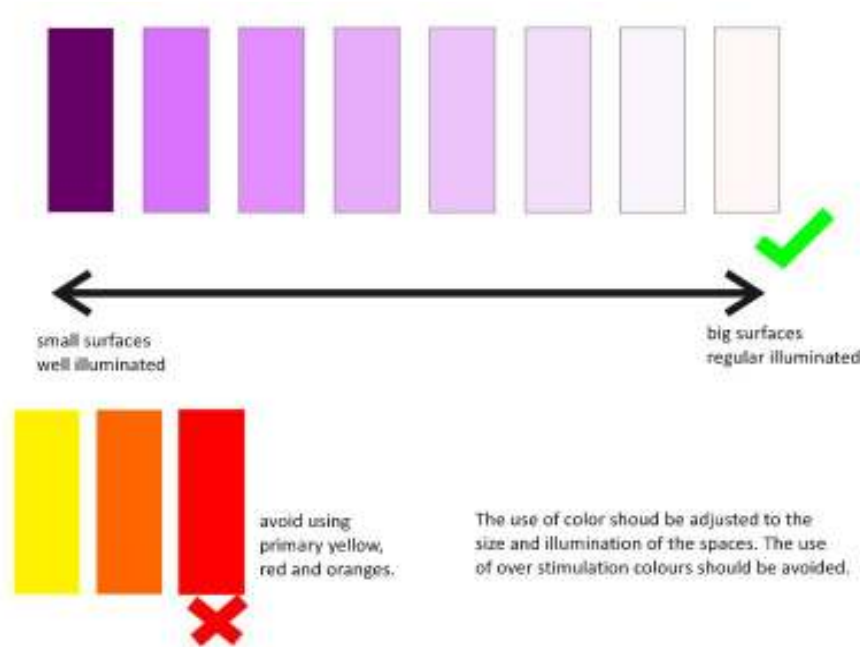 small surfaces
well illuminated
big surfaces
regular illuminated
avoid using
primary yellow,
red and oranges.
The use of color shoud be adjusted to the
size and illumination of the spaces. The use
of over stimulation colours should be avoided.